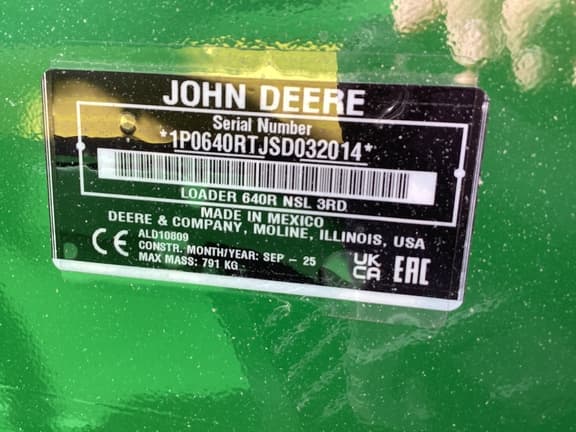 JOHN DEERE
Serial Number
*1P0640RTJSD032014*
LOADER 640R NSL 3RD
MADE IN MEXICO
DEERE & COMPANY, MOLINE, ILLINOIS, USA
CE
ALD10809
CONSTR. MONTH/YEAR: SEP - 25
MAX MASS: 791 KG
UK
CA
EAC